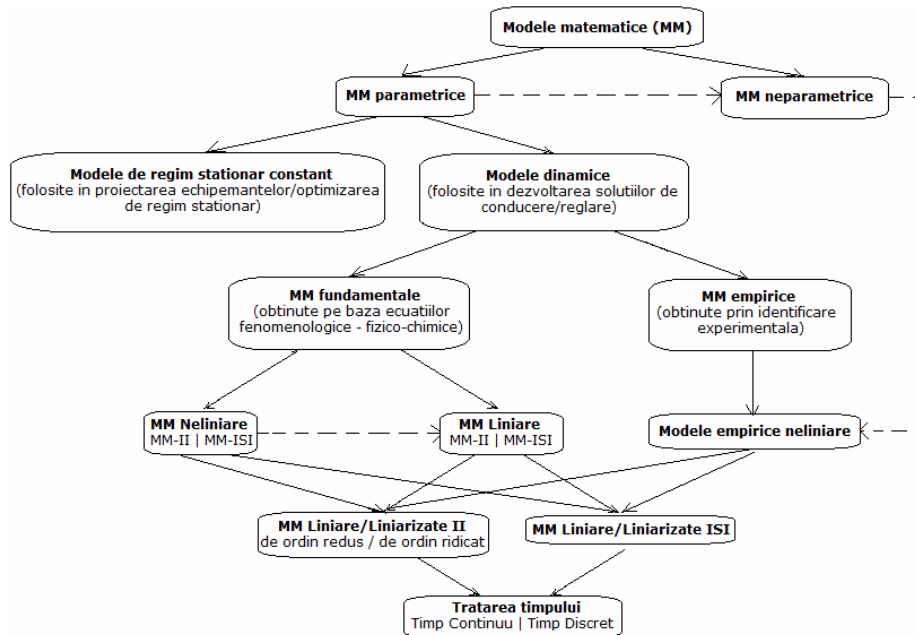 Modele matematice (MM)
MM parametrice
MM neparametrice
Modele de regim stationar constant
(folosite in proiectarea echipemantelor/optimizarea
de regim stationar)
Modele dinamice
(folosite in dezvoltarea solutiilor de
conducere/reglare)
MM fundamentale
(obtinute pe baza ecuatiilor
fenomenologice - fizico-chimice)
MM empirice
(obtinute prin identificare
experimentala)
MM Neliniare
MM-II | MM-ISI
MM Liniare
MM-II | MM-ISI
Modele empirice neliniare
MM Liniare/Liniarizate II
de ordin redus / de ordin ridicat
MM Liniare/Liniarizate ISI
Tratarea timpului
Timp Continuu | Timp Discret